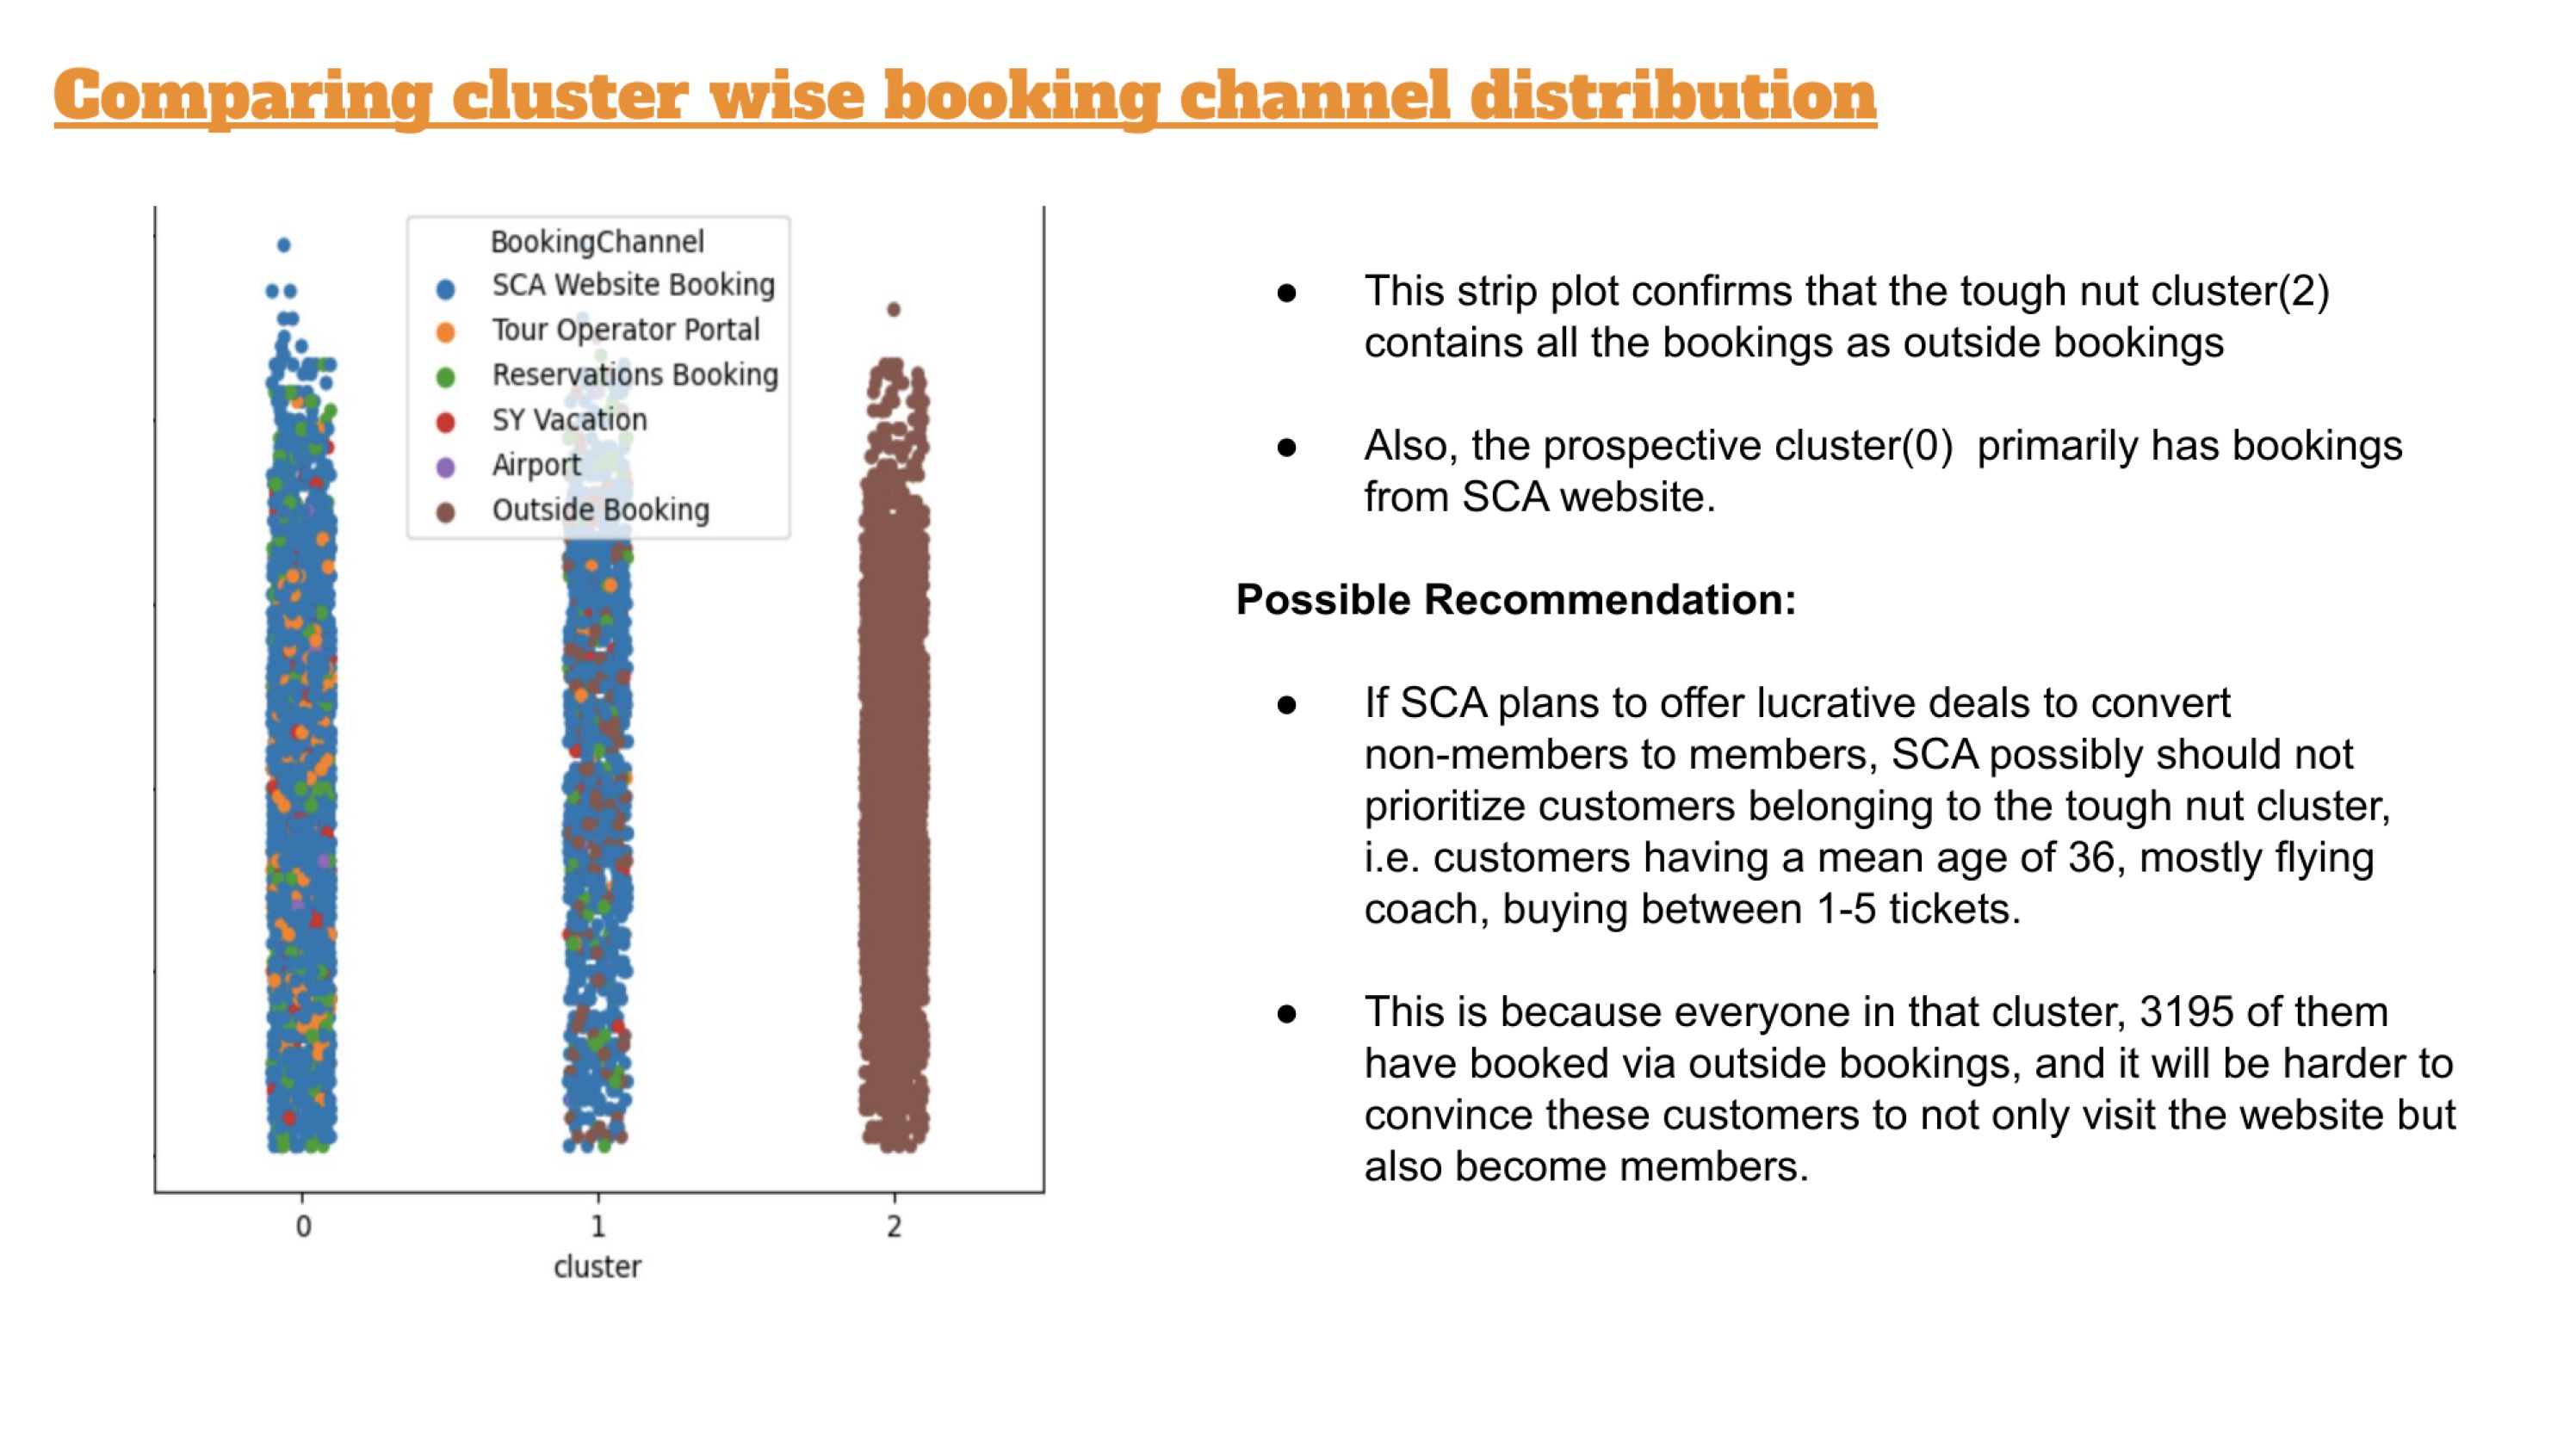 Comparing cluster wise booking channel distribution
BookingChannel
SCA Website Booking
Tour Operator Portal
Reservations Booking
SY Vacation
Airport
Outside Booking
0
1
2
cluster
● This strip plot confirms that the tough nut cluster(2)
contains all the bookings as outside bookings
● Also, the prospective cluster(0)  primarily has bookings
from SCA website.
Possible Recommendation:
● If SCA plans to offer lucrative deals to convert
non-members to members, SCA possibly should not
prioritize customers belonging to the tough nut cluster,
i.e. customers having a mean age of 36, mostly flying
coach, buying between 1-5 tickets.
● This is because everyone in that cluster, 3195 of them
have booked via outside bookings, and it will be harder to
convince these customers to not only visit the website but
also become members.